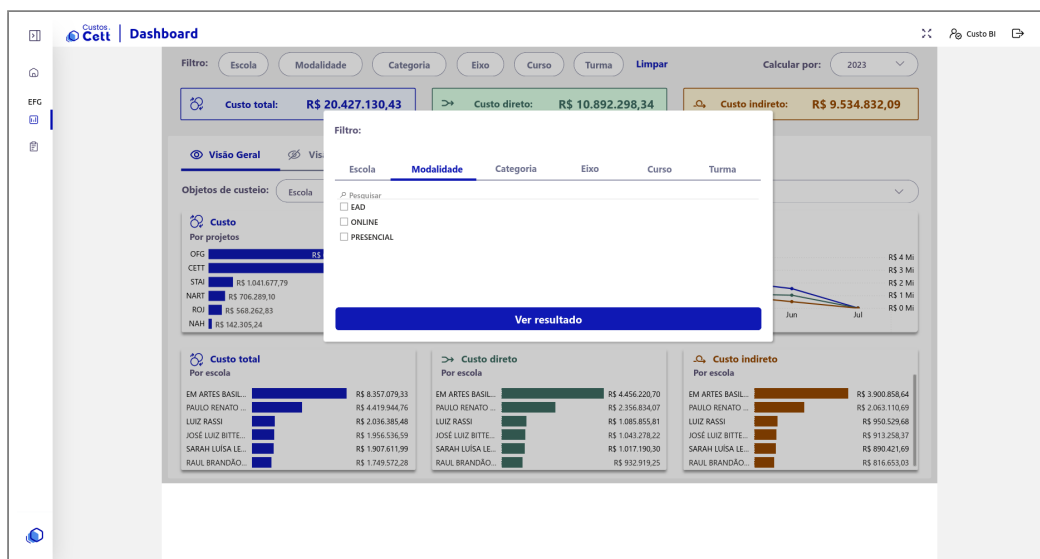 Custos.
Cett
Dashboard
Custo BI
EFG
Filtro:
Escola
Modalidade
Categoria
Eixo
Curso
Turma
Limpar
Calcular por:
2023
Custo total:
R$ 20.427.130,43
Custo direto:
R$ 10.892.298,34
Custo indireto:
R$ 9.534.832,09
Visão Geral
Vis
Objetos de custeio:
Escola
Filtro:
Escola
Modalidade
Categoria
Eixo
Curso
Turma
Pesquisar
EAD
ONLINE
PRESENCIAL
Ver resultado
Custo
Por projetos
OFG
R$
CETT
STAI
R$ 1.041.677,79
NART
R$ 706.289,10
ROJ
R$ 568.262,83
NAH
R$ 142.305,24
R$ 4 Mi
R$ 3 Mi
R$ 2 Mi
R$ 1 Mi
R$ 0 Mi
Jun
Jul
Custo total
Por escola
EM ARTES BASIL...
R$ 8.357.079,33
PAULO RENATO ...
R$ 4.419.944,76
LUIZ RASSI
R$ 2.036.385,48
JOSÉ LUIZ BITTE...
R$ 1.956.536,59
SARAH LUÍSA LE...
R$ 1.907.611,99
RAUL BRANDÃO...
R$ 1.749.572,28
Custo direto
Por escola
EM ARTES BASIL...
R$ 4.456.220,70
PAULO RENATO ...
R$ 2.356.834,07
LUIZ RASSI
R$ 1.085.855,81
JOSÉ LUIZ BITTE...
R$ 1.043.278,22
SARAH LUÍSA LE...
R$ 1.017.190,30
RAUL BRANDÃO...
R$ 932.919,25
Custo indireto
Por escola
EM ARTES BASIL...
R$ 3.900.858,64
PAULO RENATO ...
R$ 2.063.110,69
LUIZ RASSI
R$ 950.529,68
JOSÉ LUIZ BITTE...
R$ 913.258,37
SARAH LUÍSA LE...
R$ 890.421,69
RAUL BRANDÃO...
R$ 816.653,03